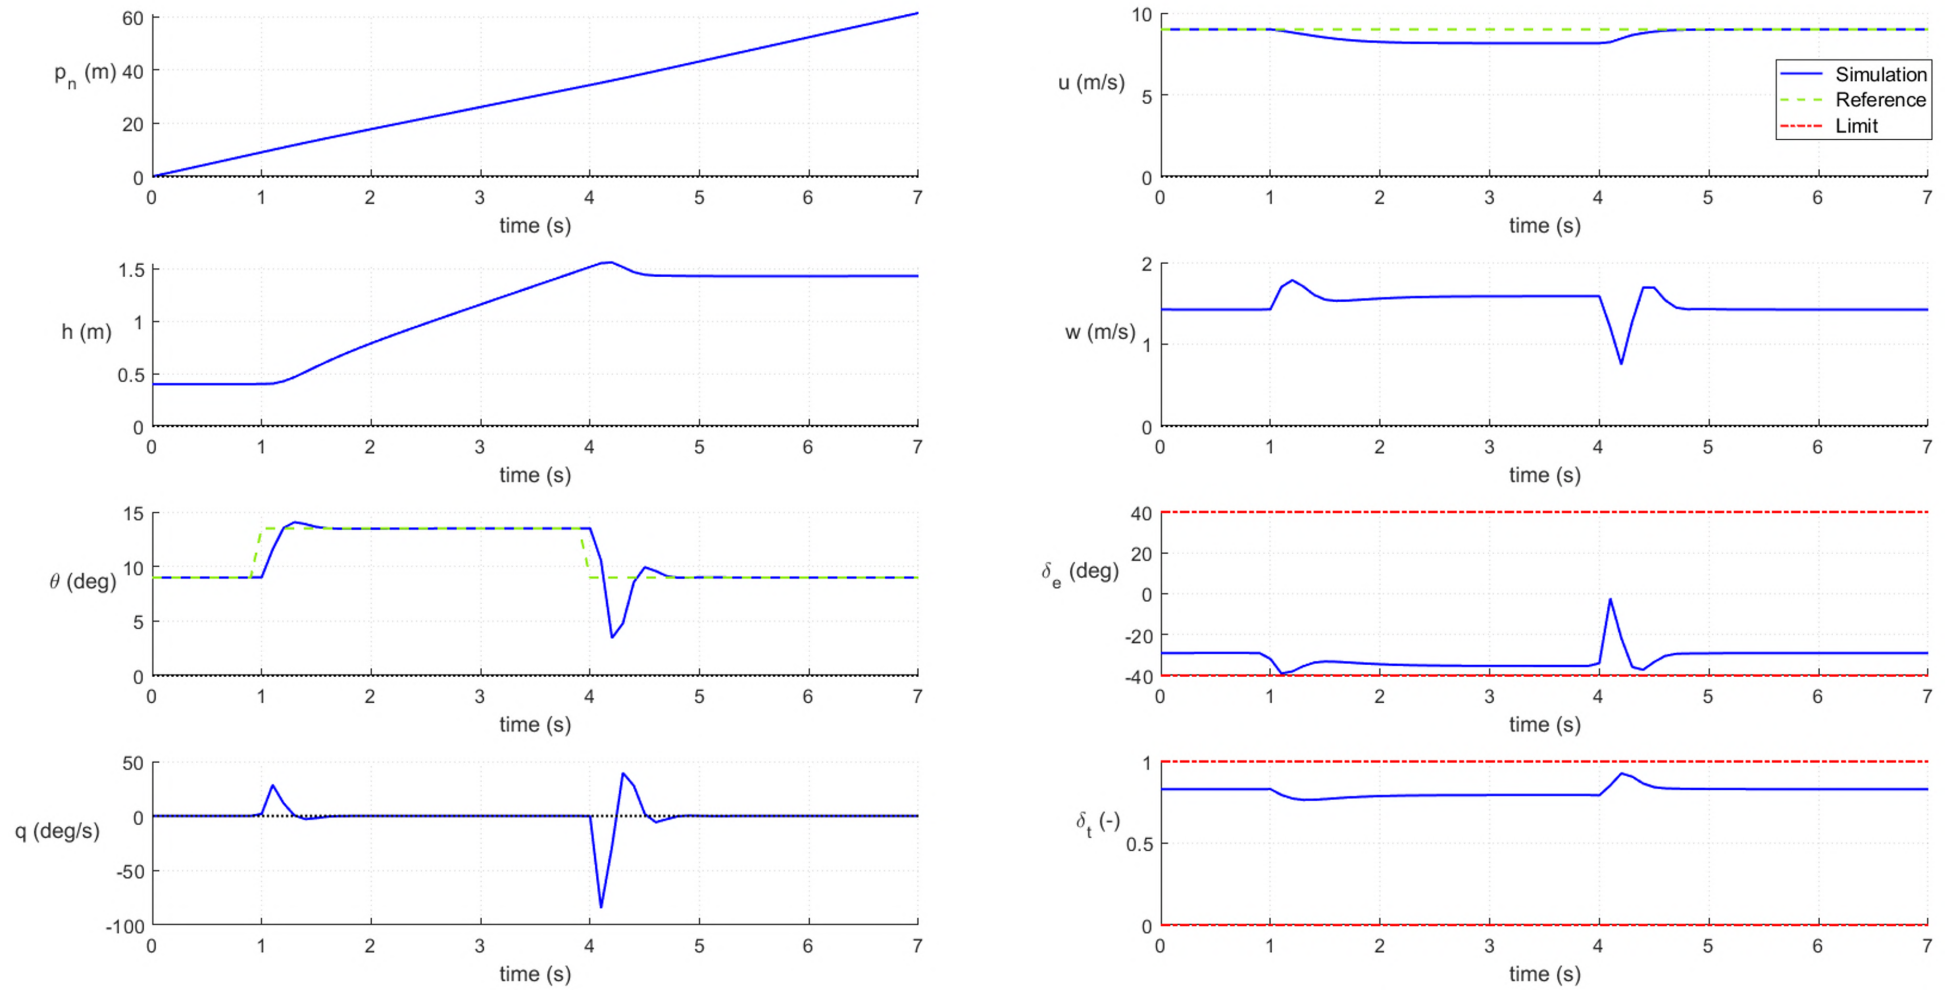 60
p_n (m) 40
20
0
0 1 2 3 4 5 6 7
time (s)
10
u (m/s)
5
0
0 1 2 3 4 5 6 7
time (s)
Simulation
Reference
Limit
1.5
1
h (m)
0.5
0
0 1 2 3 4 5 6 7
time (s)
2
w (m/s)
1
0
0 1 2 3 4 5 6 7
time (s)
15
10
θ (deg)
5
0
0 1 2 3 4 5 6 7
time (s)
40
20
δ_e (deg)
0
-20
-40
0 1 2 3 4 5 6 7
time (s)
50
0
q (deg/s)
-50
-100
0 1 2 3 4 5 6 7
time (s)
1
δ_t (-)
0.5
0
0 1 2 3 4 5 6 7
time (s)